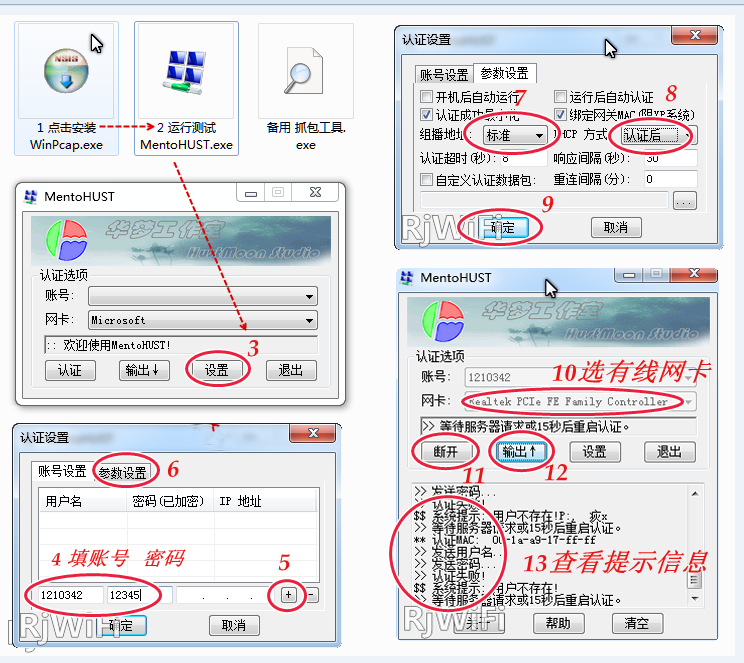 1 点击安装
WinPcap.exe
2 运行测试
MentoHUST.exe
备用 抓包工具.
exe
MentoHUST
华梦工作室
HustMoon Studio
认证选项
账号:
网卡: Microsoft
:: 欢迎使用MentoHUST!
3
认证 输出↓ 设置 退出
认证设置
账号设置 参数设置 6
用户名 密码(已加密) IP 地址
4 填账号 密码
5
1210342 12345 . . . + -
RjWiFi
确定 取消
认证设置
账号设置 参数设置
7 8
开机后自动运行 运行后自动认证
认证成功 小化 绑定网关MAC 系统)
组播地址: 标准 DHCP 方式: 认证后
认证超时(秒): 8 响应间隔(秒): 30
自定义认证数据包: 重连间隔(分): 0
...
9
RjWiFi
确定 取消
MentoHUST
华梦工作室
HustMoon Studio
认证选项
10选有线网卡
账号: 1210342
网卡: Realtek PCIe FE Family Controller
>> 等待服务器请求或15秒后重启认证。
断开 输出↑ 设置 退出
11 12
>> 发送密码...
>> 认证失败!
$$ 系统提示: 用户不存在!
>> 等待服务器请求或15秒后重启认证。
** 认证MAC: 00-1a-a9-17-ff-ff
>> 发送用户名...
>> 发送密码...
>> 认证失败!
$$ 系统提示: 用户不存在!
>> 等待服务器请求或15秒后重启认证。
13查看提示信息
RjWiFi
关于 帮助 清空